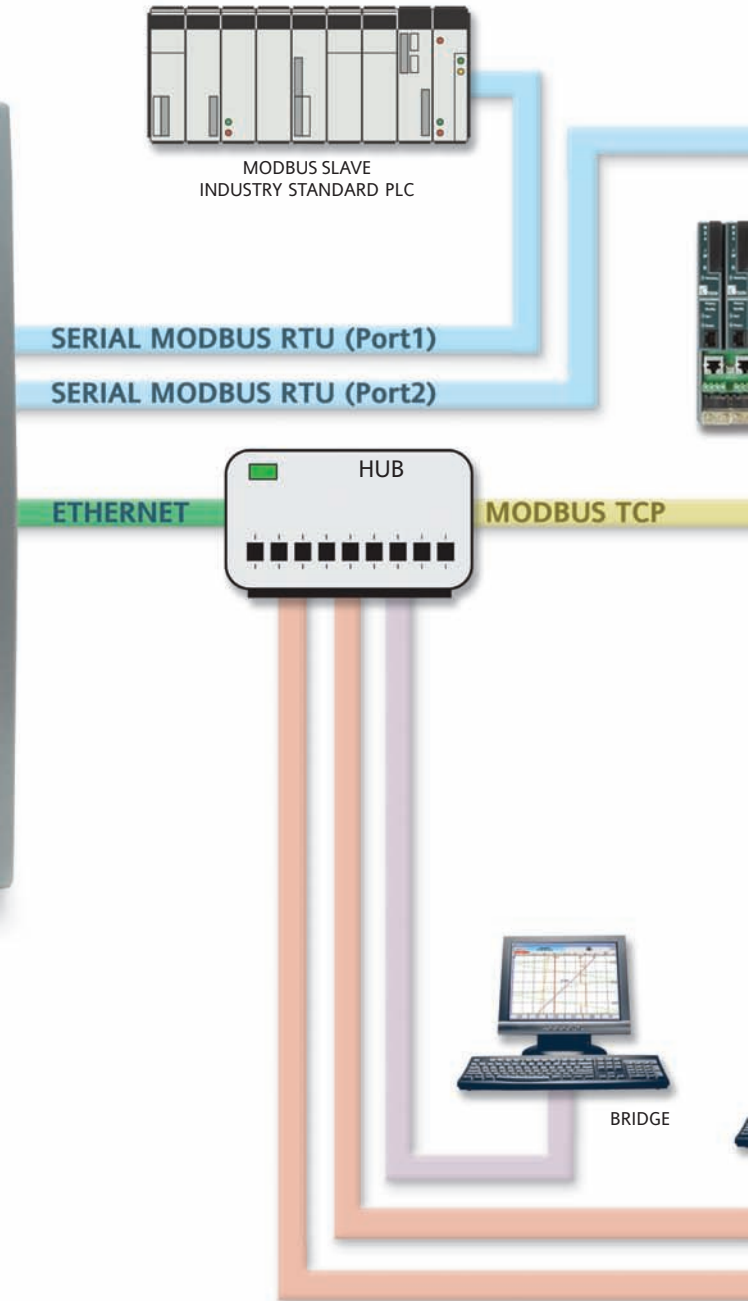 MODBUS SLAVE
INDUSTRY STANDARD PLC
SERIAL MODBUS RTU (Port1)
SERIAL MODBUS RTU (Port2)
HUB
ETHERNET
MODBUS TCP
BRIDGE